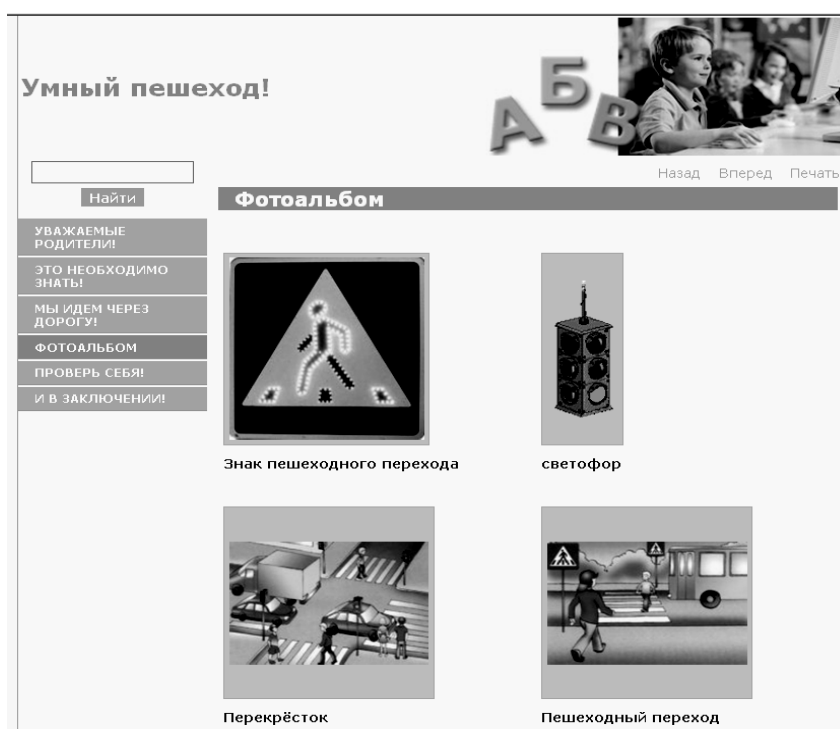 Умный пешеход!
АБВ
Назад Вперед Печать
Найти
Фотоальбом
УВАЖАЕМЫЕ
РОДИТЕЛИ!
ЭТО НЕОБХОДИМО
ЗНАТЬ!
МЫ ИДЕМ ЧЕРЕЗ
ДОРОГУ!
ФОТОАЛЬБОМ
ПРОВЕРЬ СЕБЯ!
И В ЗАКЛЮЧЕНИИ!
Знак пешеходного перехода
светофор
Перекрёсток
Пешеходный переход